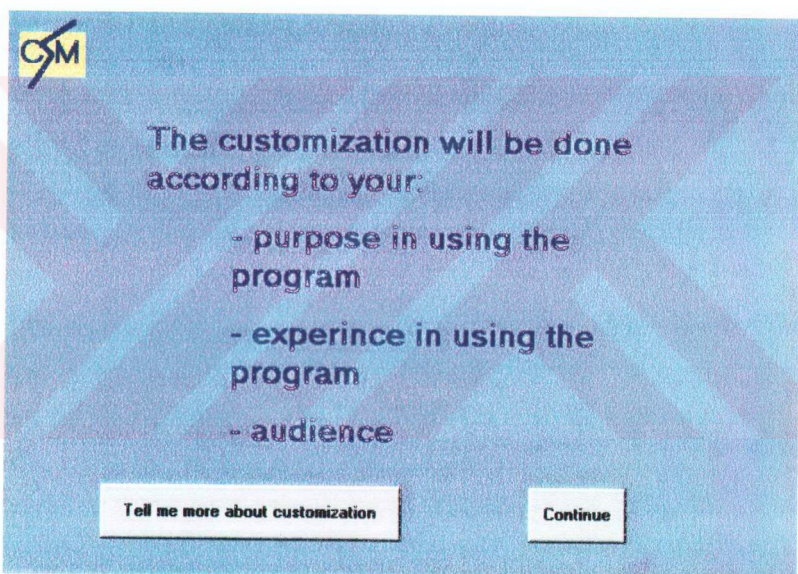 CSM
The customization will be done
according to your:
- purpose in using the
program
- experince in using the
program
- audience
Tell me more about customization
Continue